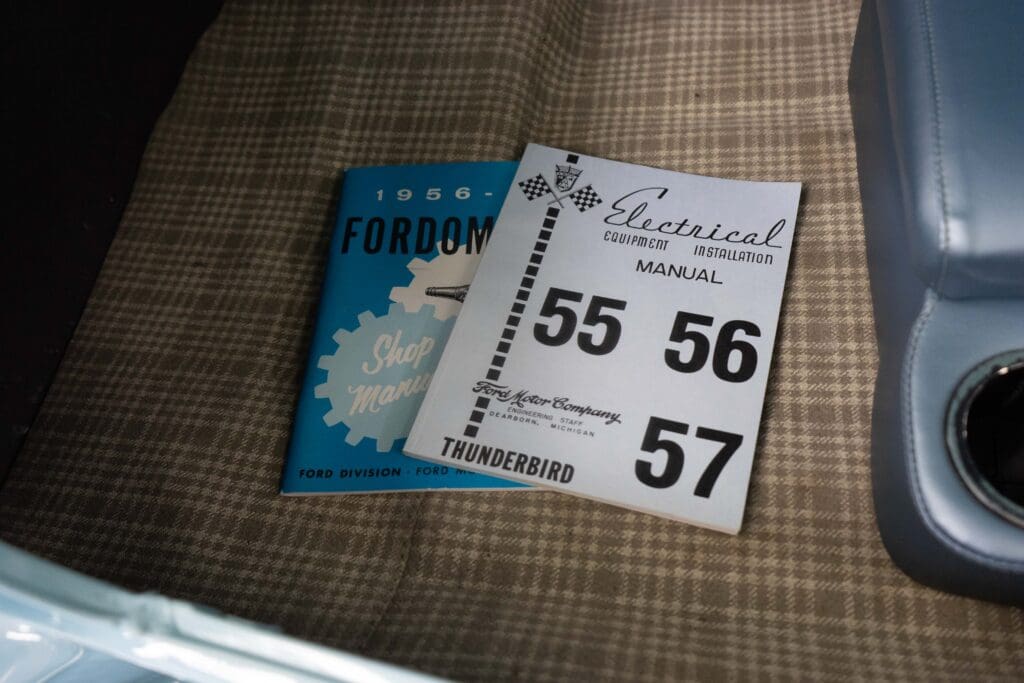 1956-
FORDOM
Shop
Manu
FORD DIVISION · FORD M
Electrical
EQUIPMENT INSTALLATION
MANUAL
55
56
57
Ford Motor Company
ENGINEERING STAFF
DEARBORN, MICHIGAN
THUNDERBIRD